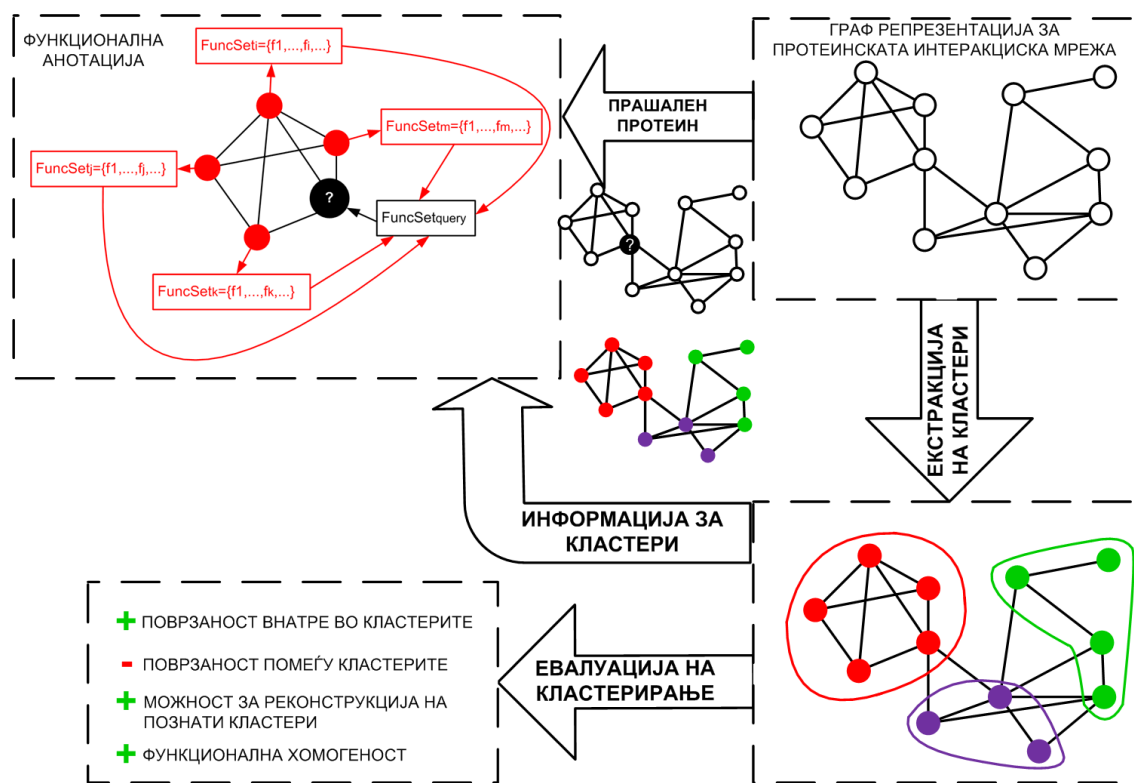 ФУНКЦИОНАЛНА
АНОТАЦИЈА
FuncSeti={f1,...,fi,...}
FuncSetm={f1,...,fm,...}
FuncSetj={f1,...,fj,...}
?
FuncSetquery
FuncSetk={f1,...,fk,...}
ПРАШАЛЕН
ПРОТЕИН
?
ГРАФ РЕПРЕЗЕНТАЦИЈА ЗА
ПРОТЕИНСКАТА ИНТЕРАКЦИСКА МРЕЖА
ЕКСТРАКЦИЈА
НА КЛАСТЕРИ
ИНФОРМАЦИЈА ЗА
КЛАСТЕРИ
ЕВАЛУАЦИЈА НА
КЛАСТЕРИРАЊЕ
+ ПОВРЗАНОСТ ВНАТРЕ ВО КЛАСТЕРИТЕ
- ПОВРЗАНОСТ ПОМЕЃУ КЛАСТЕРИТЕ
+ МОЖНОСТ ЗА РЕКОНСТРУКЦИЈА НА
ПОЗНАТИ КЛАСТЕРИ
+ ФУНКЦИОНАЛНА ХОМОГЕНОСТ